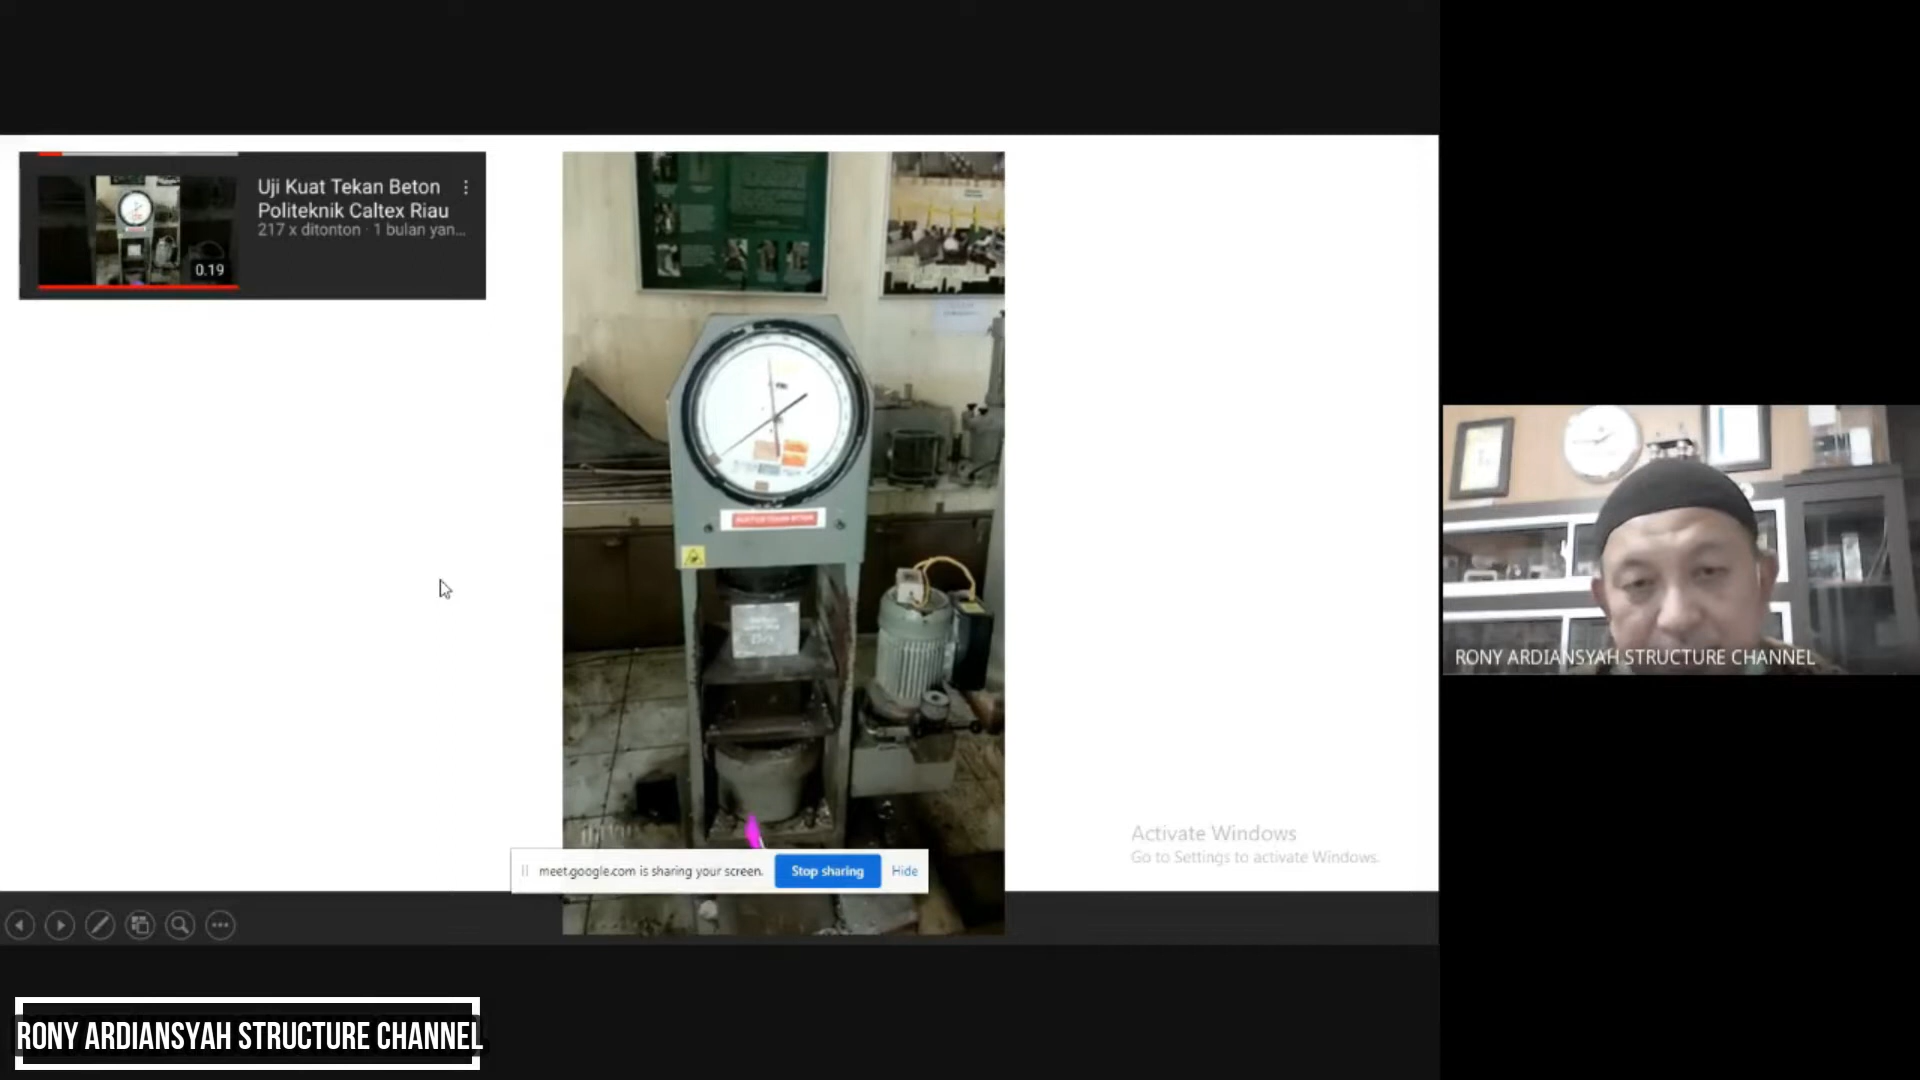 Uji Kuat Tekan Beton
Politeknik Caltex Riau
217 x ditonton · 1 bulan yan...
0.19
meet.google.com is sharing your screen.
Stop sharing
Hide
Activate Windows
Go to Settings to activate Windows.
RONY ARDIANSYAH STRUCTURE CHANNEL
RONY ARDIANSYAH STRUCTURE CHANNEL